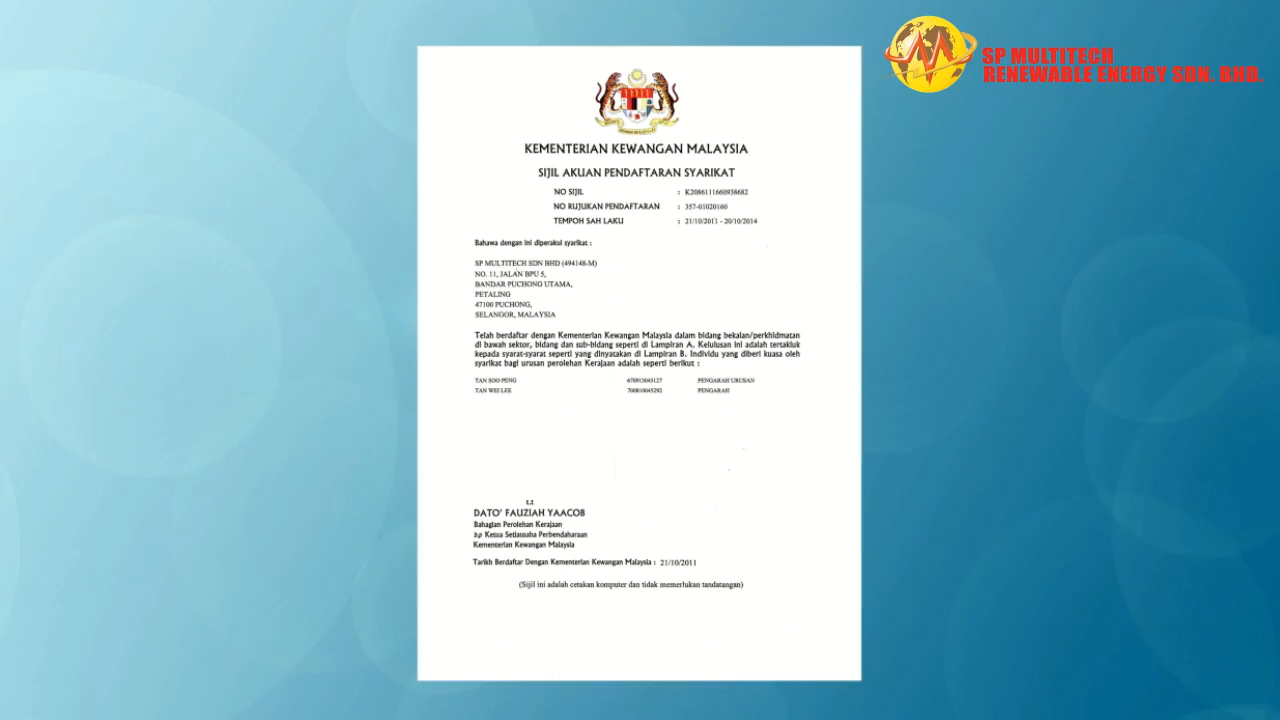 SP MULTITECH
RENEWABLE ENERGY SDN. BHD.
KEMENTERIAN KEWANGAN MALAYSIA
SIJIL AKUAN PENDAFTARAN SYARIKAT
NO SIJIL : K2086111660938682
NO RUJUKAN PENDAFTARAN : 357-01020160
TEMPOH SAH LAKU : 21/10/2011 - 20/10/2014
Bahawa dengan ini diperakui syarikat :
SP MULTITECH SDN BHD (494148-M)
NO. 11, JALAN BPU 5,
BANDAR PUCHONG UTAMA,
PETALING
47100 PUCHONG,
SELANGOR, MALAYSIA
Telah berdaftar dengan Kementerian Kewangan Malaysia dalam bidang bekalan/perkhidmatan
di bawah sektor, bidang dan sub-bidang seperti di Lampiran A. Kelulusan ini adalah tertakluk
kepada syarat-syarat seperti yang dinyatakan di Lampiran B. Individu yang diberi kuasa oleh
syarikat bagi urusan perolehan Kerajaan adalah seperti berikut :
TAN SOO PENG 670913045127 PENGARAH URUSAN
TAN WEI LEE 700810045292 PENGARAH
t.t
DATO' FAUZIAH YAACOB
Bahagian Perolehan Kerajaan
b.p Ketua Setiausaha Perbendaharaan
Kementerian Kewangan Malaysia
Tarikh Berdaftar Dengan Kementerian Kewangan Malaysia : 21/10/2011
(Sijil ini adalah cetakan komputer dan tidak memerlukan tandatangan)